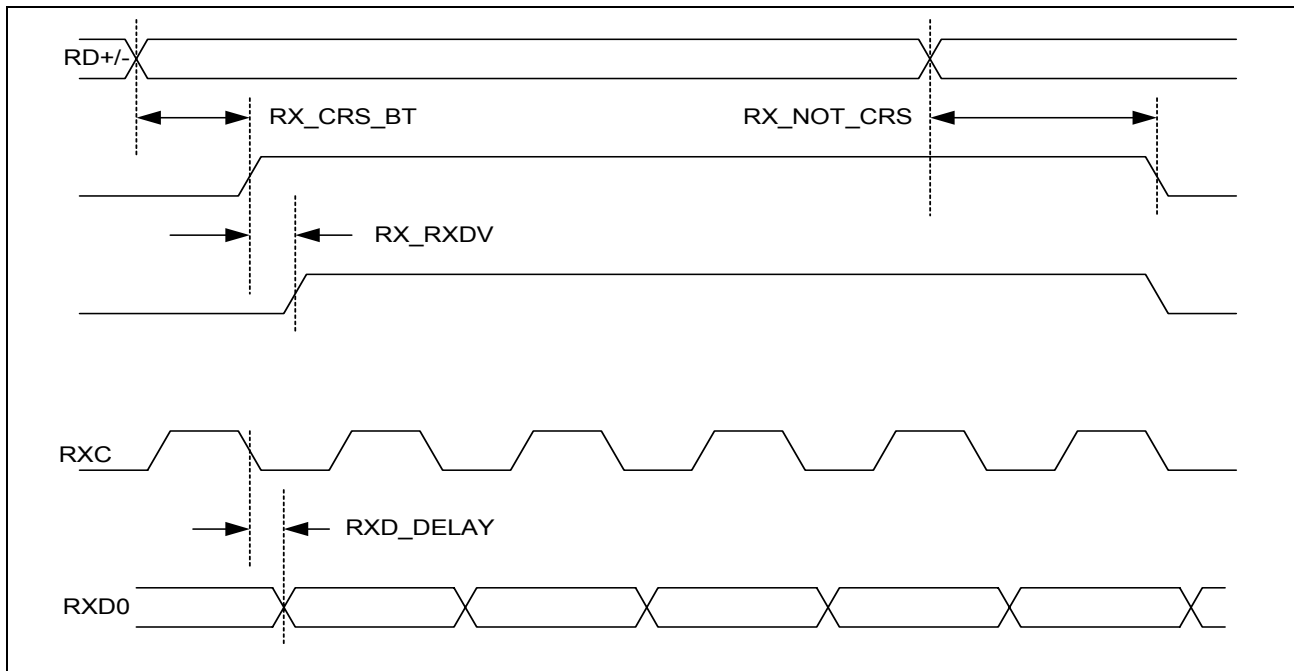 RD+/-
RX_CRS_BT
RX_NOT_CRS
RX_RXDV
RXC
RXD_DELAY
RXD0